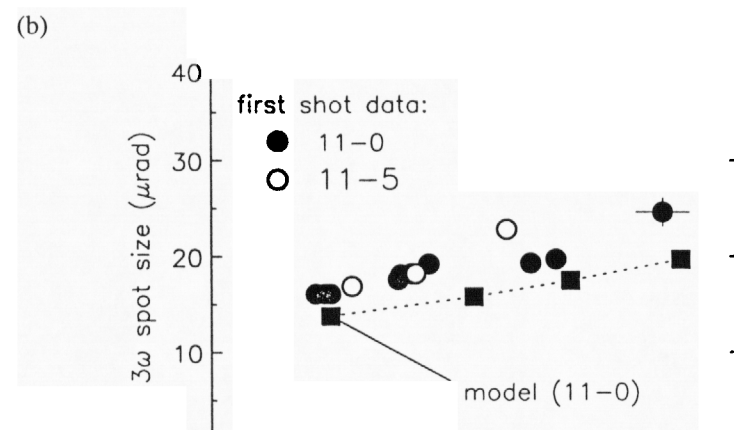 (b)
40
first shot data:
11-0
30
11-5
3ω spot size (μrad)
20
10
model (11-0)